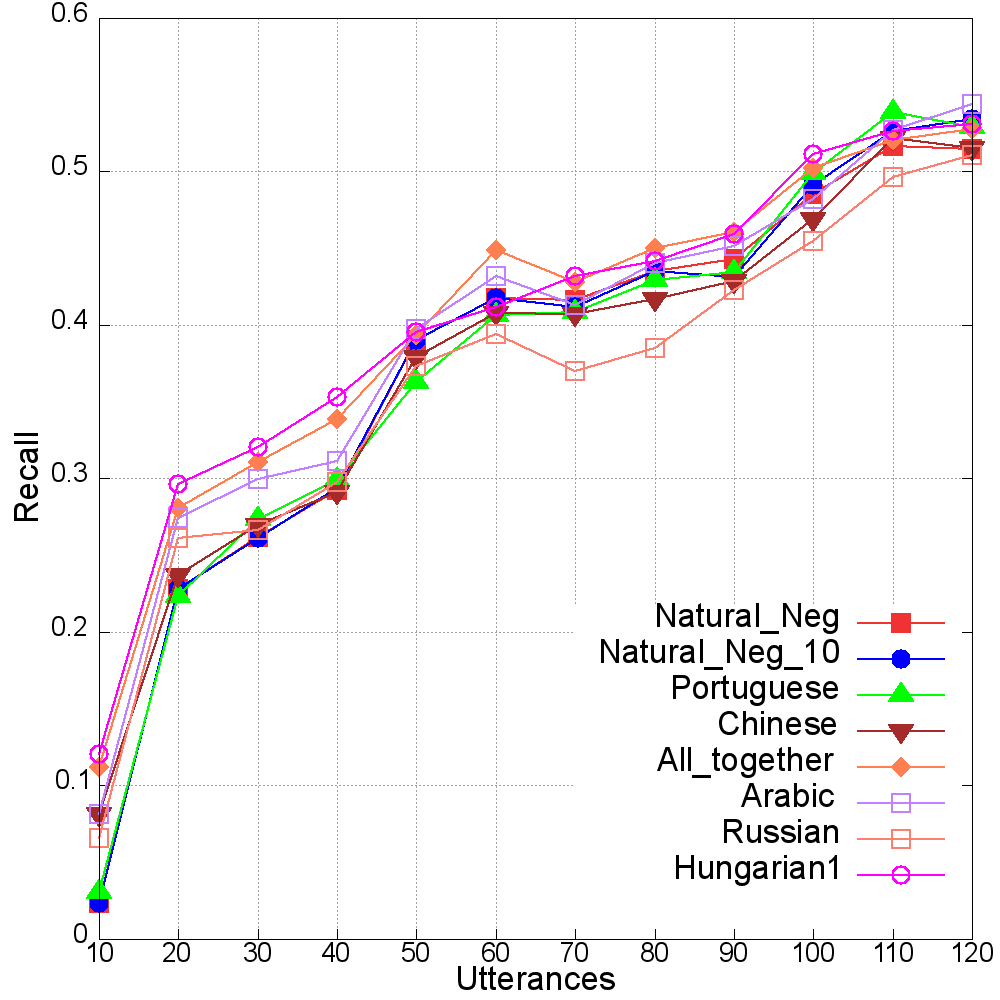 0.6
0.5
0.4
0.3
0.2
0.1
0
Recall
Natural_Neg
Natural_Neg_10
Portuguese
Chinese
All_together
Arabic
Russian
Hungarian1
10 20 30 40 50 60 70 80 90 100 110 120
Utterances